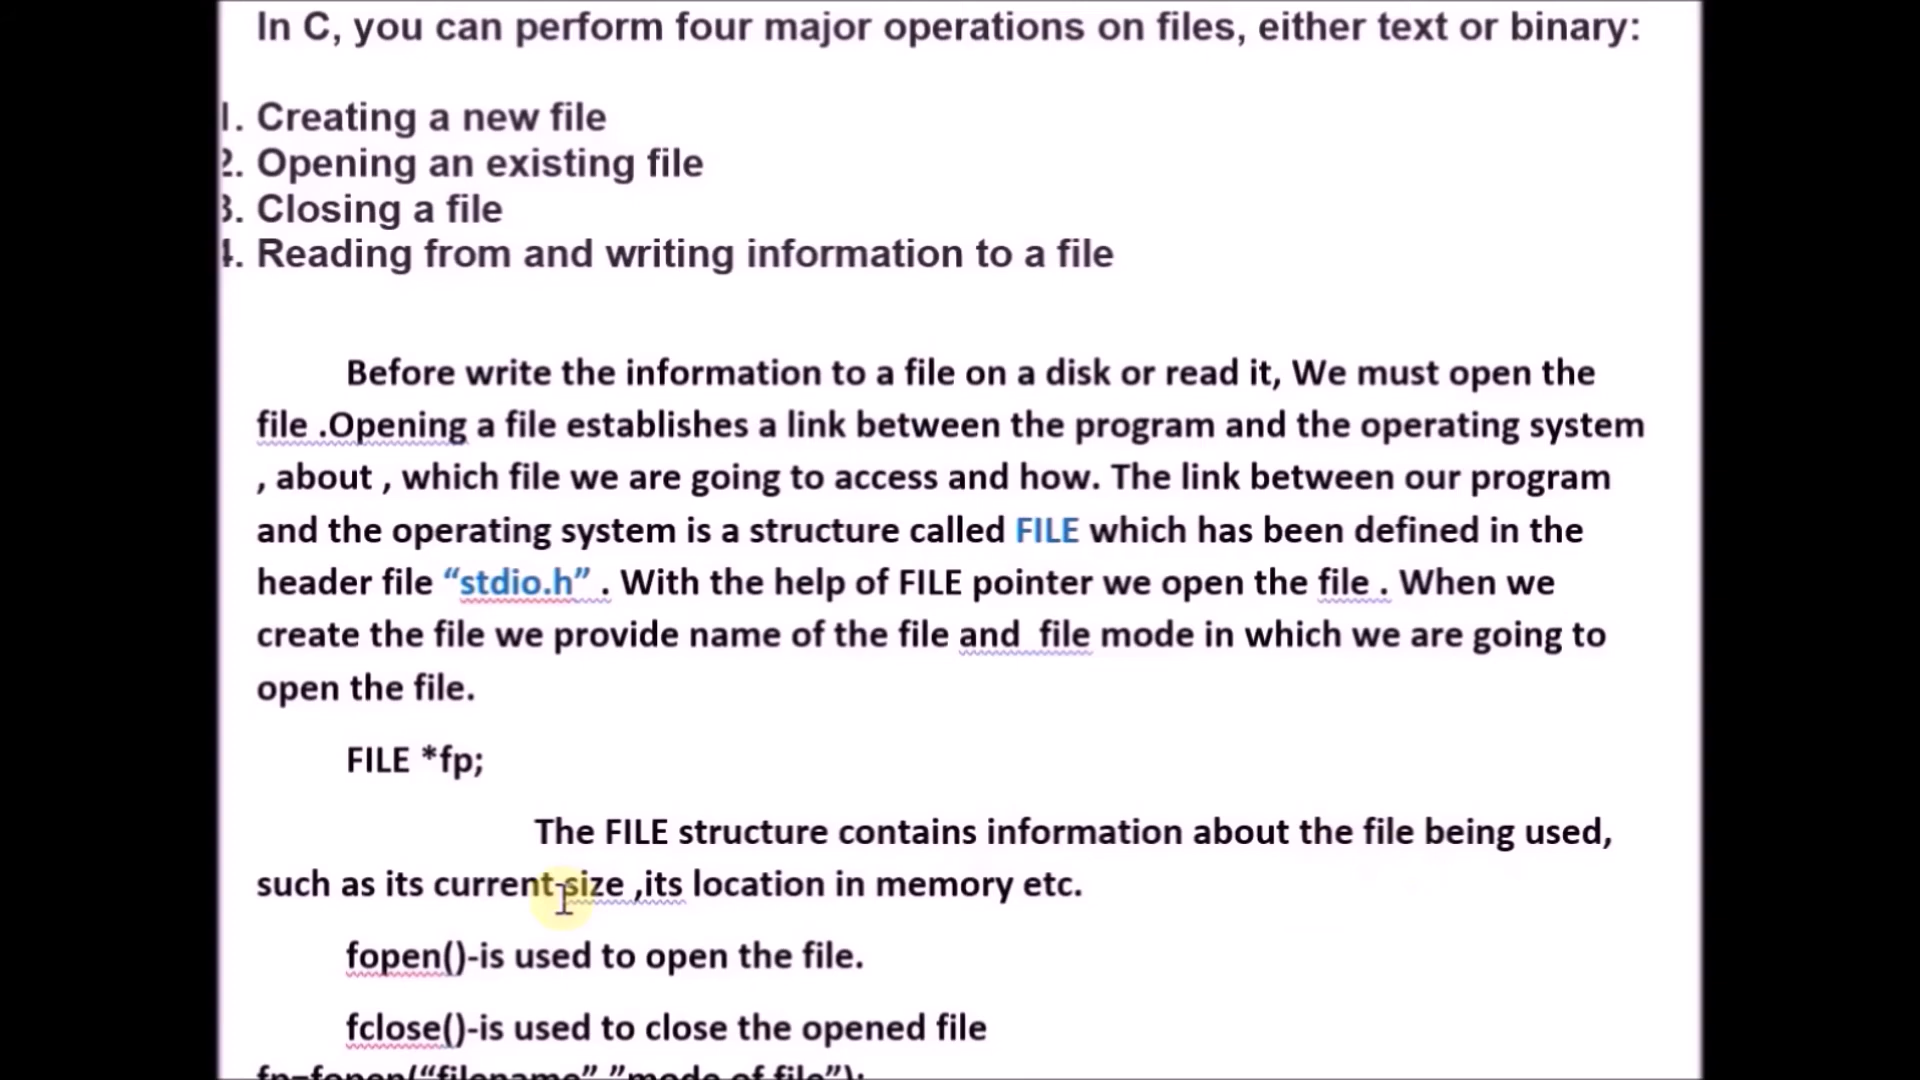 In C, you can perform four major operations on files, either text or binary:
1. Creating a new file
2. Opening an existing file
3. Closing a file
4. Reading from and writing information to a file
Before write the information to a file on a disk or read it, We must open the
file .Opening a file establishes a link between the program and the operating system
, about , which file we are going to access and how. The link between our program
and the operating system is a structure called FILE which has been defined in the
header file “stdio.h” . With the help of FILE pointer we open the file . When we
create the file we provide name of the file and  file mode in which we are going to
open the file.
FILE *fp;
The FILE structure contains information about the file being used,
such as its current size ,its location in memory etc.
fopen()-is used to open the file.
fclose()-is used to close the opened file
fp=fopen(“filename”,”mode of file”);